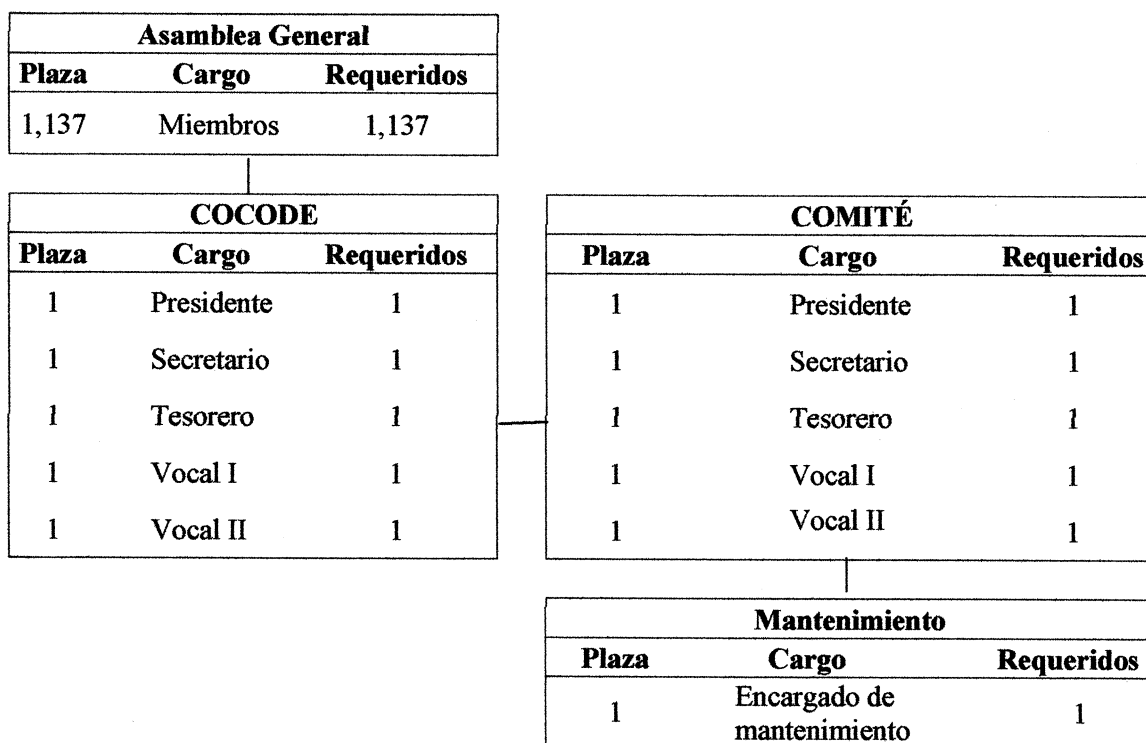 Asamblea General
Plaza Cargo Requeridos
1,137 Miembros 1,137
COCODE
Plaza Cargo Requeridos
1 Presidente 1
1 Secretario 1
1 Tesorero 1
1 Vocal I 1
1 Vocal II 1
COMITÉ
Plaza Cargo Requeridos
1 Presidente 1
1 Secretario 1
1 Tesorero 1
1 Vocal I 1
1 Vocal II 1
Mantenimiento
Plaza Cargo Requeridos
1 Encargado de 1
mantenimiento